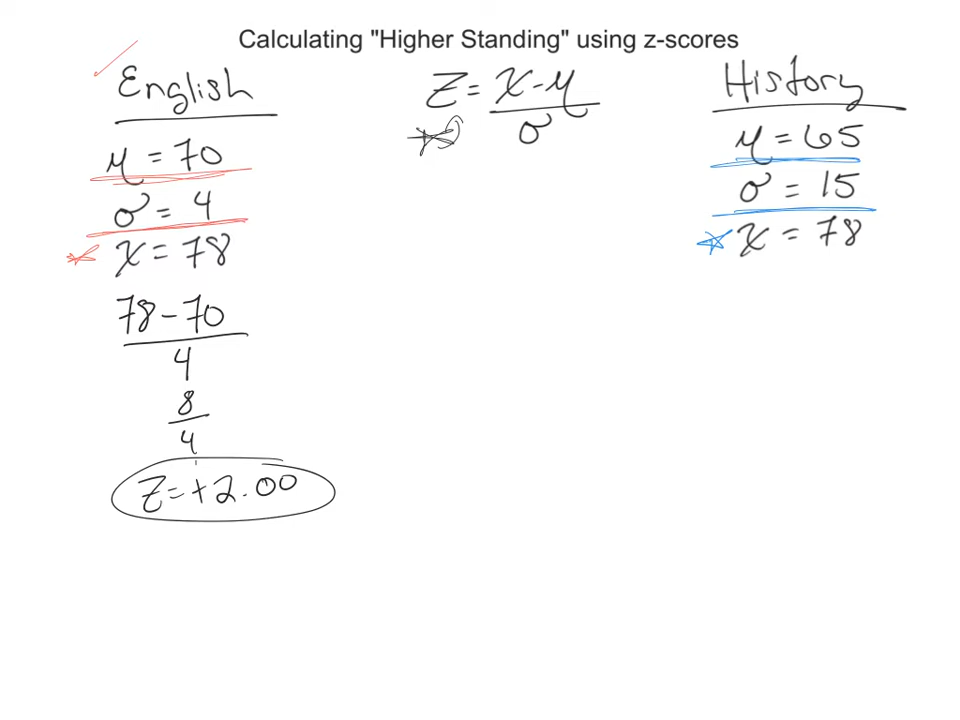 Calculating "Higher Standing" using z-scores
English
μ = 70
σ = 4
x = 78
78 - 70
4
8
4
z = +2.00
z = x - μ
σ
History
μ = 65
σ = 15
x = 78